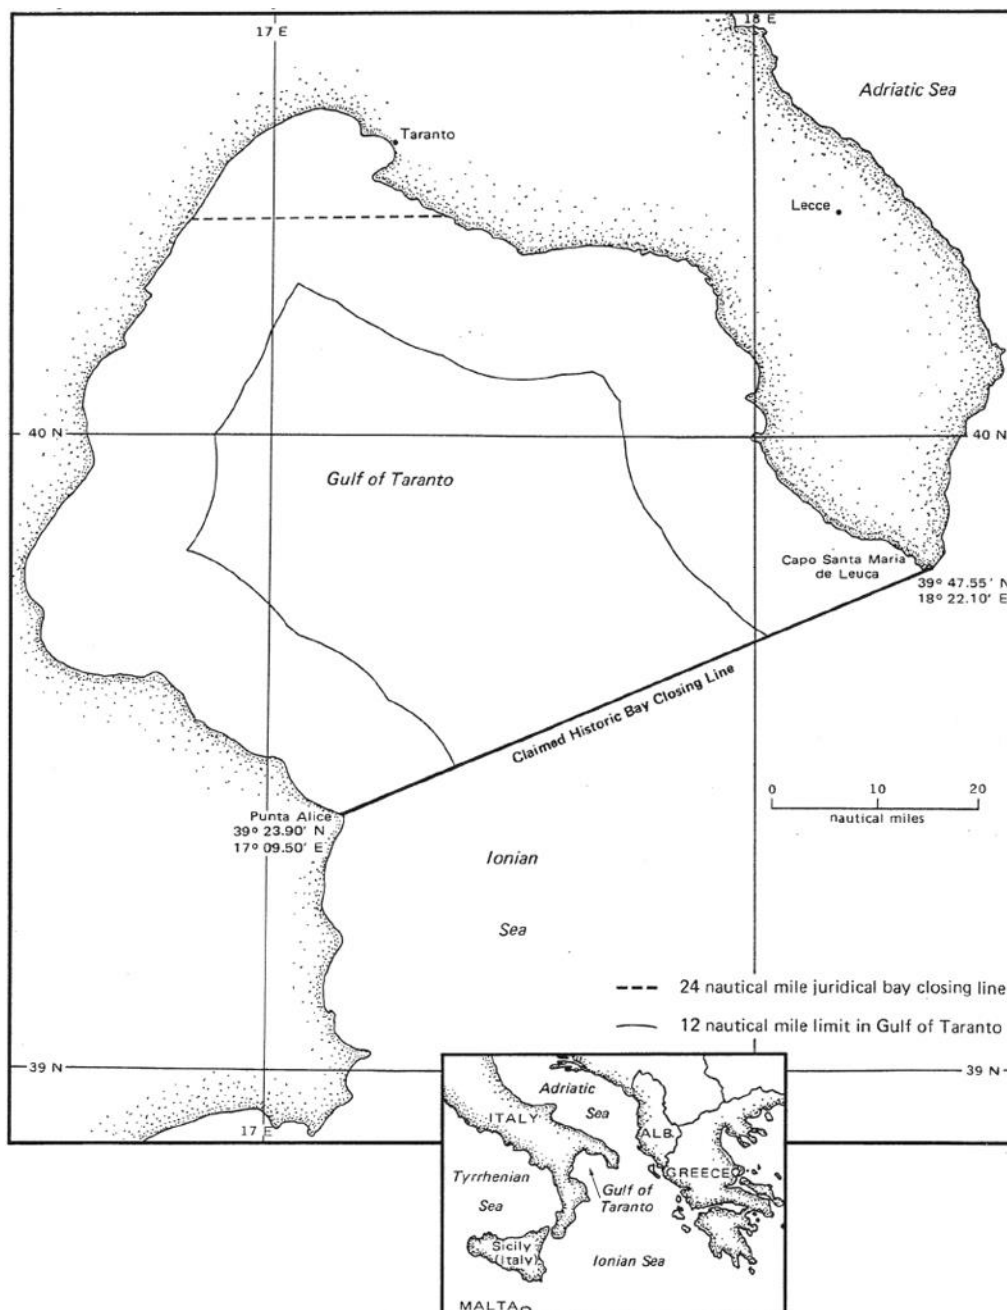 17 E
18 E
Adriatic Sea
Taranto
Lecce
40 N
40 N
Gulf of Taranto
Capo Santa Maria
de Leuca
39° 47.55' N
18° 22.10' E
Claimed Historic Bay Closing Line
0 10 20
nautical miles
Punta Alice
39° 23.90' N
17° 09.50' E
Ionian
Sea
24 nautical mile juridical bay closing line
12 nautical mile limit in Gulf of Taranto
39 N
39 N
17 E
Adriatic
Sea
ITALY
ALB
GREECE
Tyrrhenian
Sea
Gulf of
Taranto
Sicily
(Italy)
Ionian Sea
MALTA